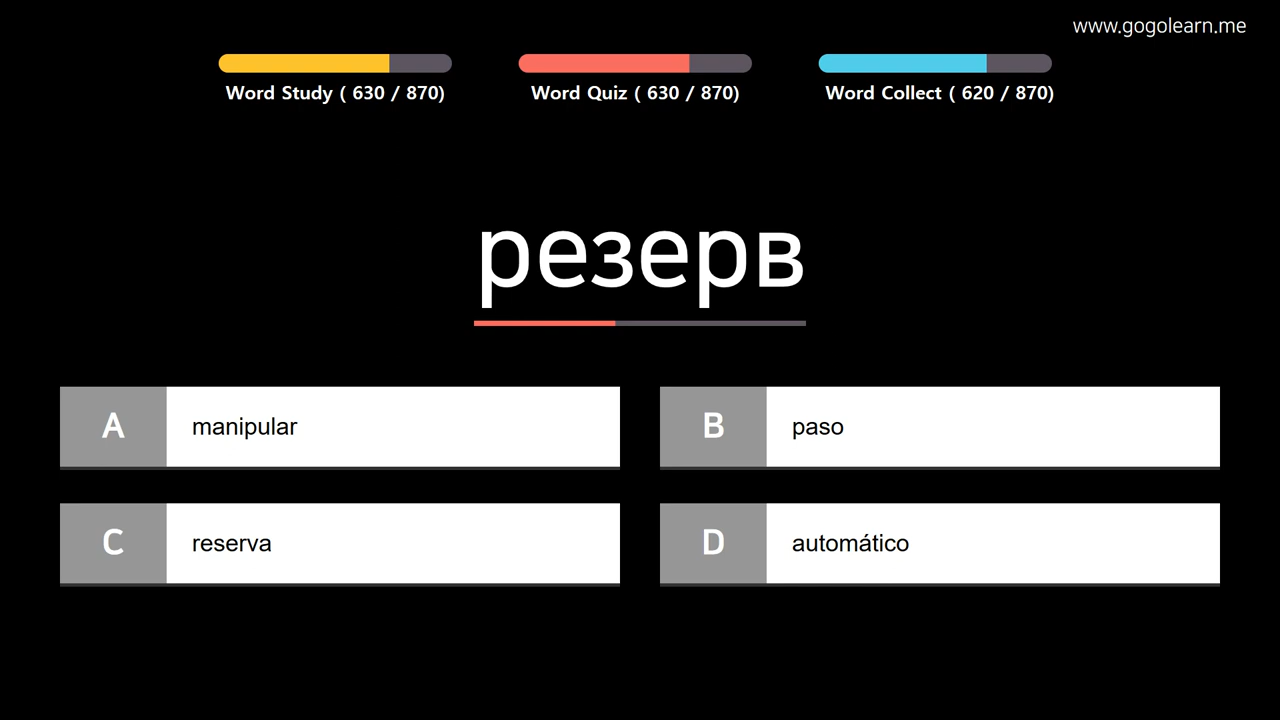 www.gogolearn.me
Word Study ( 630 / 870)
Word Quiz ( 630 / 870)
Word Collect ( 620 / 870)
резерв
A manipular
B paso
C reserva
D automático